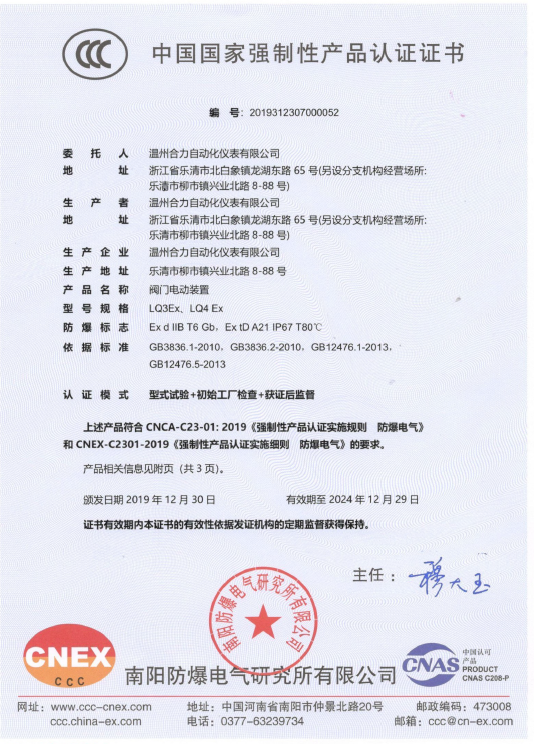 CCC
中国国家强制性产品认证证书
编 号：2019312307000052
委 托 人 温州合力自动化仪表有限公司
地 址 浙江省乐清市北白象镇龙湖东路 65 号(另设分支机构经营场所:
乐清市柳市镇兴业北路 8-88 号)
生 产 者 温州合力自动化仪表有限公司
地 址 浙江省乐清市北白象镇龙湖东路 65 号(另设分支机构经营场所:
乐清市柳市镇兴业北路 8-88 号)
生 产 企 业 温州合力自动化仪表有限公司
生 产 地 址 乐清市柳市镇兴业北路 8-88 号
产 品 名 称 阀门电动装置
型 号 规 格 LQ3Ex、LQ4 Ex
防 爆 标 志 Ex d IIB T6 Gb，Ex tD A21 IP67 T80℃
依 据 标 准 GB3836.1-2010、GB3836.2-2010、GB12476.1-2013、
GB12476.5-2013
认 证 模 式 型式试验+初始工厂检查+获证后监督
上述产品符合 CNCA-C23-01: 2019《强制性产品认证实施规则 防爆电气》
和 CNEX-C2301-2019《强制性产品认证实施细则 防爆电气》的要求。
产品相关信息见附页（共 3 页）。
颁发日期 2019 年 12 月 30 日 有效期至 2024 年 12 月 29 日
证书有效期内本证书的有效性依据发证机构的定期监督获得保持。
主任： 穆大玉
南阳防爆电气研究所有限公司
CNEX
CCC
南阳防爆电气研究所有限公司
CNAS
中国认可
产品
PRODUCT
CNAS C208-P
网址：www.ccc-cnex.com 地址：中国河南省南阳市仲景北路20号 邮政编码：473008
ccc.china-ex.com 电话：0377-63239734 邮箱：ccc@cn-ex.com